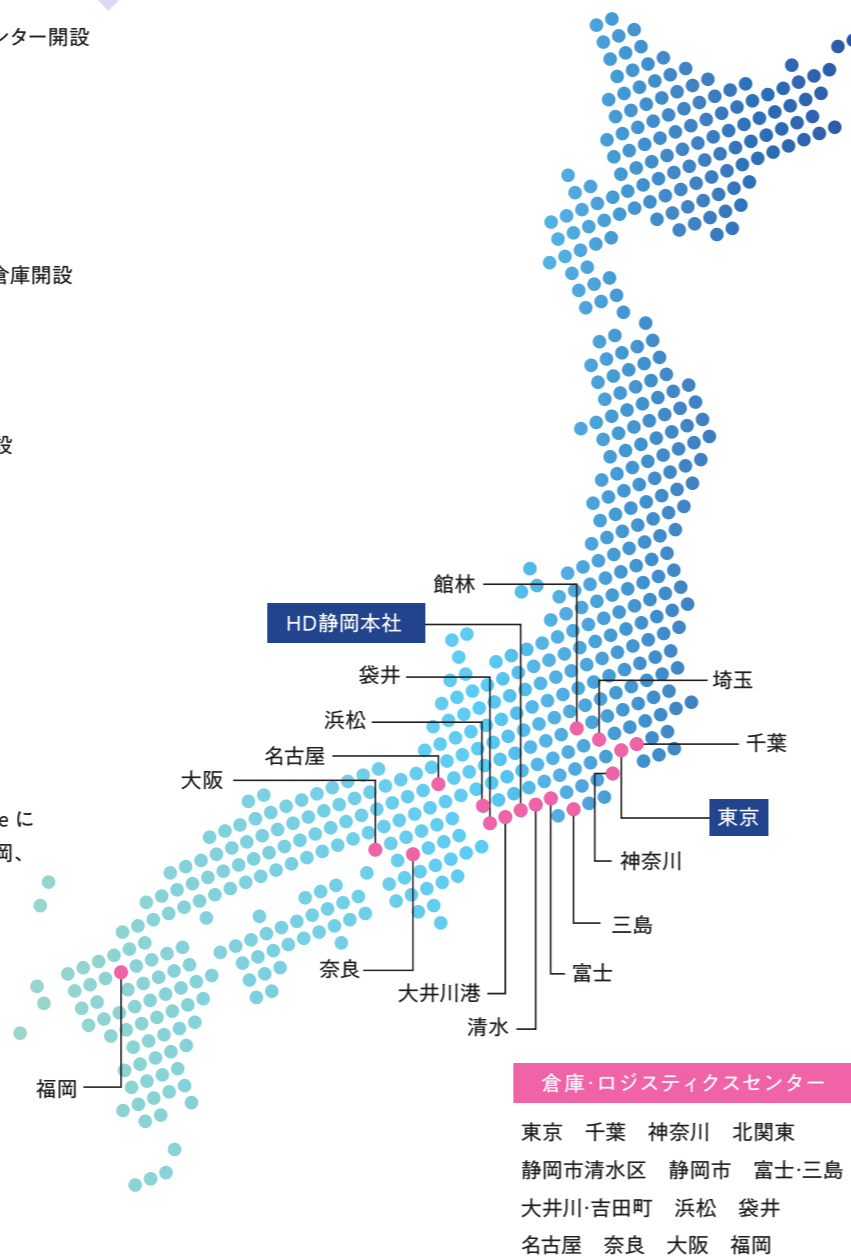 ンター開設
倉庫開設
設
館林
HD静岡本社
袋井
埼玉
浜松
千葉
名古屋
大阪
e に
東京
岡、
神奈川
三島
奈良
富士
大井川港
清水
福岡
倉庫・ロジスティクスセンター
東京　千葉　神奈川　北関東
静岡市清水区　静岡市　富士・三島
大井川・吉田町　浜松　袋井
名古屋　奈良　大阪　福岡